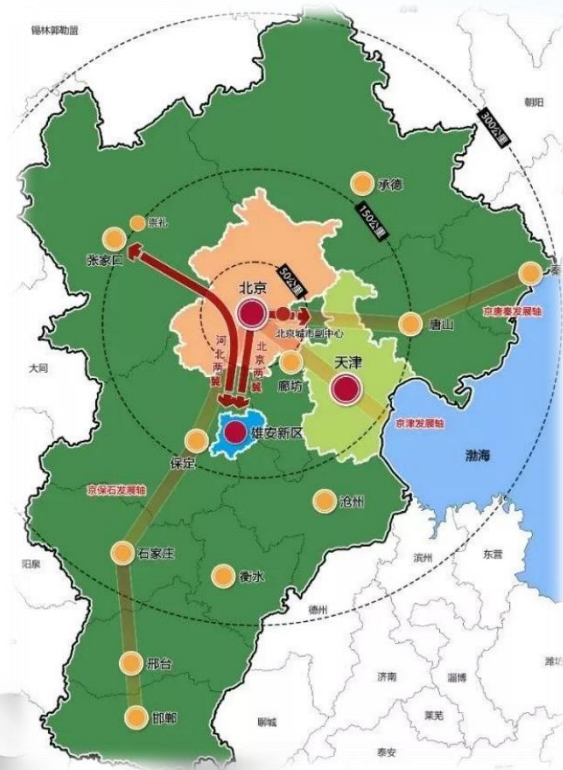 锡林郭勒盟
朝阳
300公里
承德
150公里
崇礼
张家口
50公里
秦
北京
京唐秦发展轴
北京城市副中心
唐山
河北两翼
北京两翼
大同
廊坊
天津
京津发展轴
雄安新区
渤海
保定
京保石发展轴
沧州
石家庄
阳泉
衡水
滨州
东营
德州
邢台
济南
淄博
潍坊
邯郸
聊城
莱芜
泰安